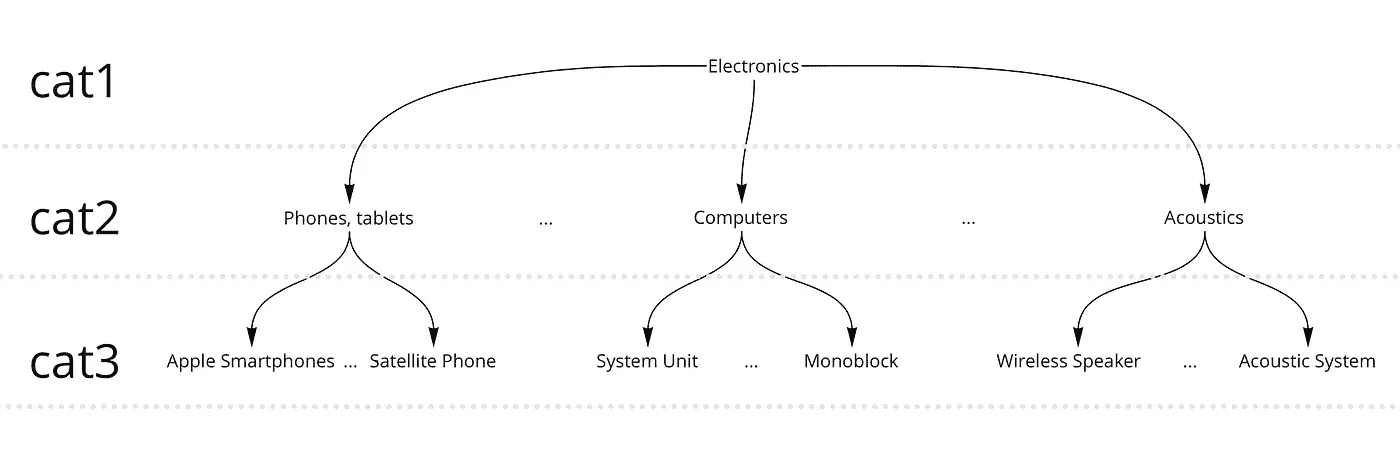 cat1
Electronics
cat2
Phones, tablets ... Computers ... Acoustics
cat3
Apple Smartphones ... Satellite Phone System Unit ... Monoblock Wireless Speaker ... Acoustic System